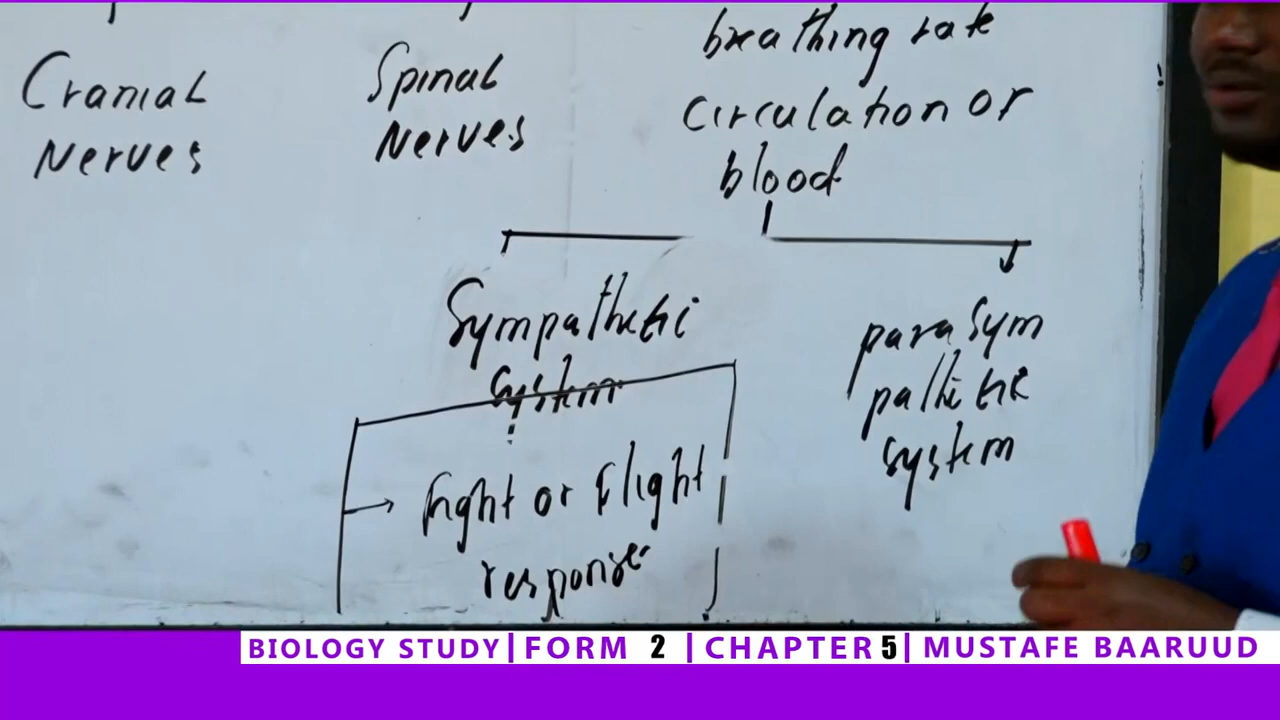 Cranial
Nerves
Spinal
Nerves
breathing rate
circulation or
blood
Sympathetic
system
Fight or Flight
response
parasym
pathetic
system
BIOLOGY STUDY | FORM 2 | CHAPTER 5 | MUSTAFE BAARUUD